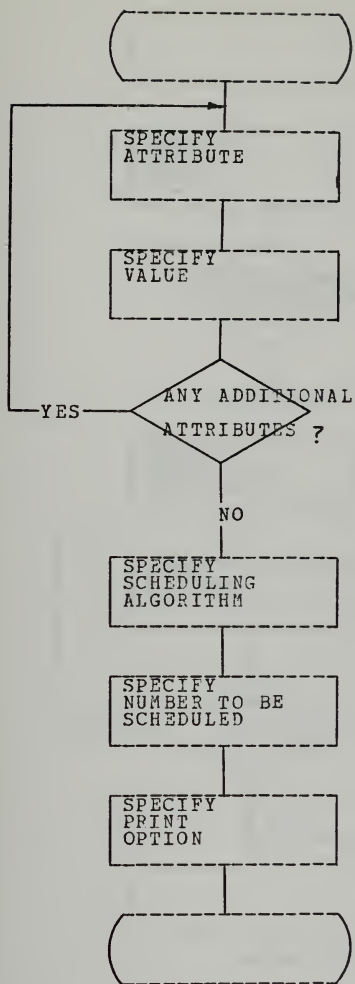 SPECIFY
ATTRIBUTE
SPECIFY
VALUE
ANY ADDITIONAL
ATTRIBUTES ?
YES
NO
SPECIFY
SCHEDULING
ALGORITHM
SPECIFY
NUMBER TO BE
SCHEDULED
SPECIFY
PRINT
OPTION